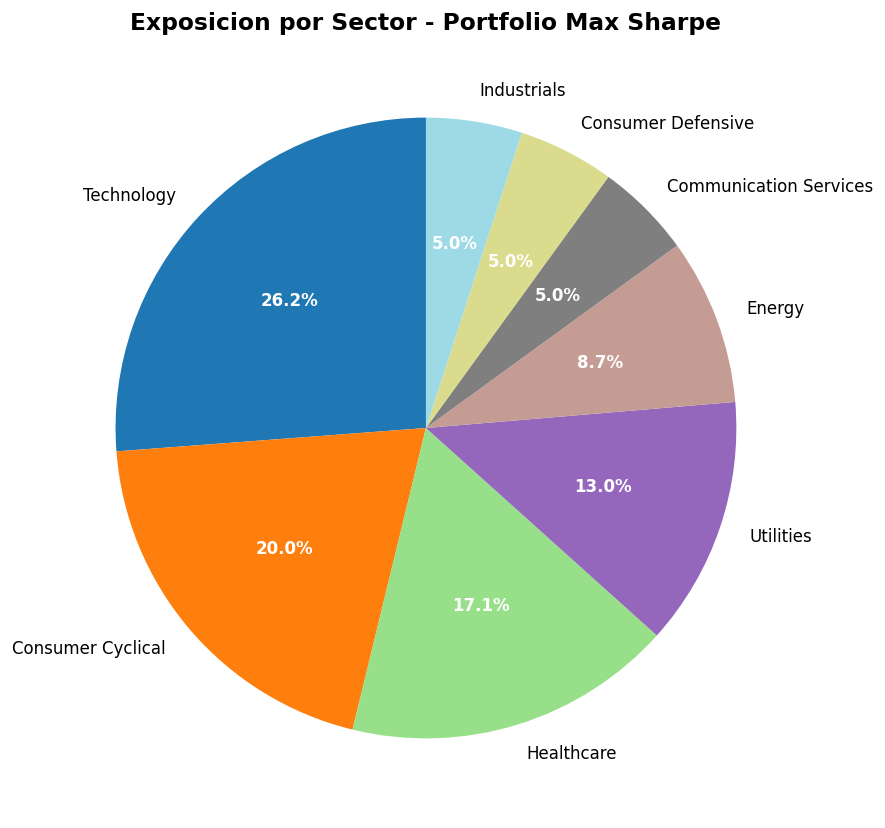 Exposicion por Sector - Portfolio Max Sharpe
Industrials
Consumer Defensive
Communication Services
Technology
5.0%
5.0%
5.0%
26.2%
Energy
8.7%
13.0%
Utilities
20.0%
17.1%
Consumer Cyclical
Healthcare